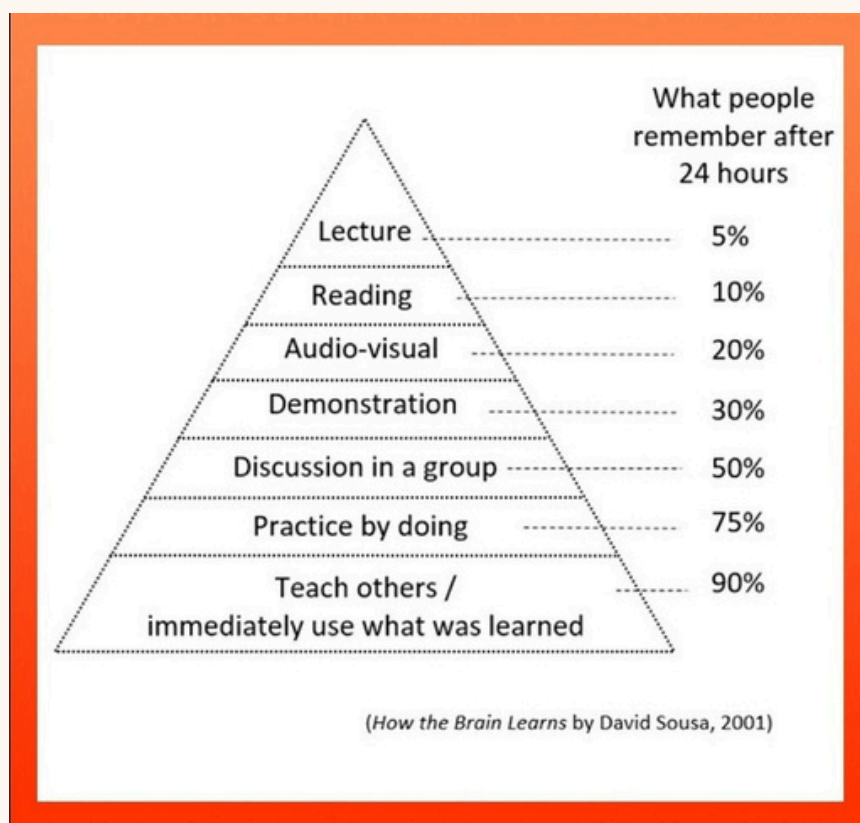 What people
remember after
24 hours
Lecture 5%
Reading 10%
Audio-visual 20%
Demonstration 30%
Discussion in a group 50%
Practice by doing 75%
Teach others / 90%
immediately use what was learned
(How the Brain Learns by David Sousa, 2001)